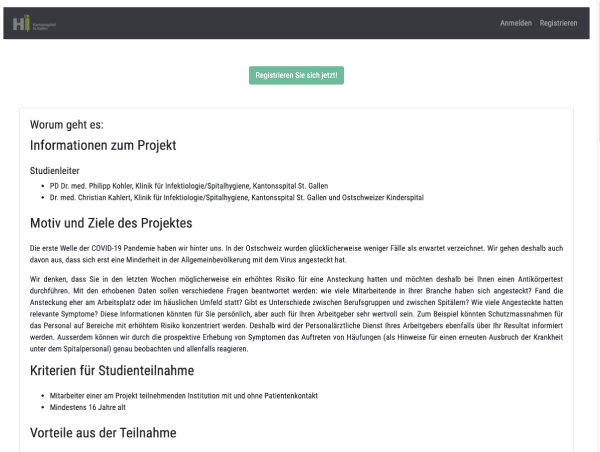 Hi
Anmelden Registrieren
Registrieren Sie sich jetzt!
Worum geht es:
Informationen zum Projekt
Studienleiter
• PD Dr. med. Philipp Kohler, Klinik für Infektiologie/Spitalhygiene, Kantonsspital St. Gallen
• Dr. med. Christian Kahlert, Klinik für Infektiologie/Spitalhygiene, Kantonsspital St. Gallen und Ostschweizer Kinderspital
Motiv und Ziele des Projektes
Die erste Welle der COVID-19 Pandemie haben wir hinter uns. In der Ostschweiz wurden glücklicherweise weniger Fälle als erwartet verzeichnet. Wir gehen deshalb auch
davon aus, dass sich erst eine Minderheit in der Allgemeinbevölkerung mit dem Virus angesteckt hat.
Wir denken, dass Sie in den letzten Wochen möglicherweise ein erhöhtes Risiko für eine Ansteckung hatten und möchten deshalb bei Ihnen einen Antikörpertest
durchführen. Mit den erhobenen Daten sollen verschiedene Fragen beantwortet werden: wie viele Mitarbeitende in Ihrer Branche haben sich angesteckt? Fand die
Ansteckung eher am Arbeitsplatz oder im häuslichen Umfeld statt? Gibt es Unterschiede zwischen Berufsgruppen und zwischen Spitälern? Wie viele Angesteckte hatten
relevante Symptome? Diese Informationen könnten für Sie persönlich, aber auch für Ihren Arbeitgeber sehr wertvoll sein. Zum Beispiel könnten Schutzmassnahmen für
das Personal auf Bereiche mit erhöhtem Risiko konzentriert werden. Deshalb wird der Personalärztliche Dienst Ihres Arbeitgebers ebenfalls über Ihr Resultat informiert
werden. Ausserdem können wir durch die prospektive Erhebung von Symptomen das Auftreten von Häufungen (als Hinweise für einen erneuten Ausbruch der Krankheit
unter dem Spitalpersonal) genau beobachten und allenfalls reagieren.
Kriterien für Studienteilnahme
• Mitarbeiter einer am Projekt teilnehmenden Institution mit und ohne Patientenkontakt
• Mindestens 16 Jahre alt
Vorteile aus der Teilnahme